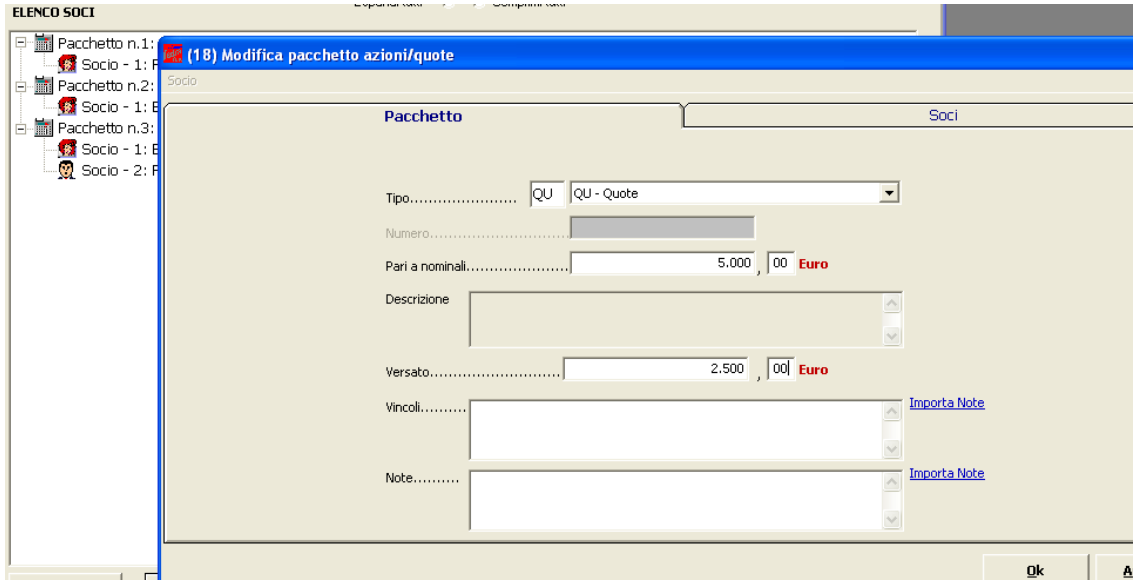 ELENCO SOCI
Pacchetto n.1:
Socio - 1: F
Pacchetto n.2:
Socio - 1: E
Pacchetto n.3:
Socio - 1: E
Socio - 2: F
(18) Modifica pacchetto azioni/quote
Socio
Pacchetto Soci
Tipo....................... QU QU - Quote
Numero..............................
Pari a nominali...................... 5.000 , 00 Euro
Descrizione
Versato............................ 2.500 , 00 Euro
Vincoli.......... Importa Note
Note.......... Importa Note
Ok A